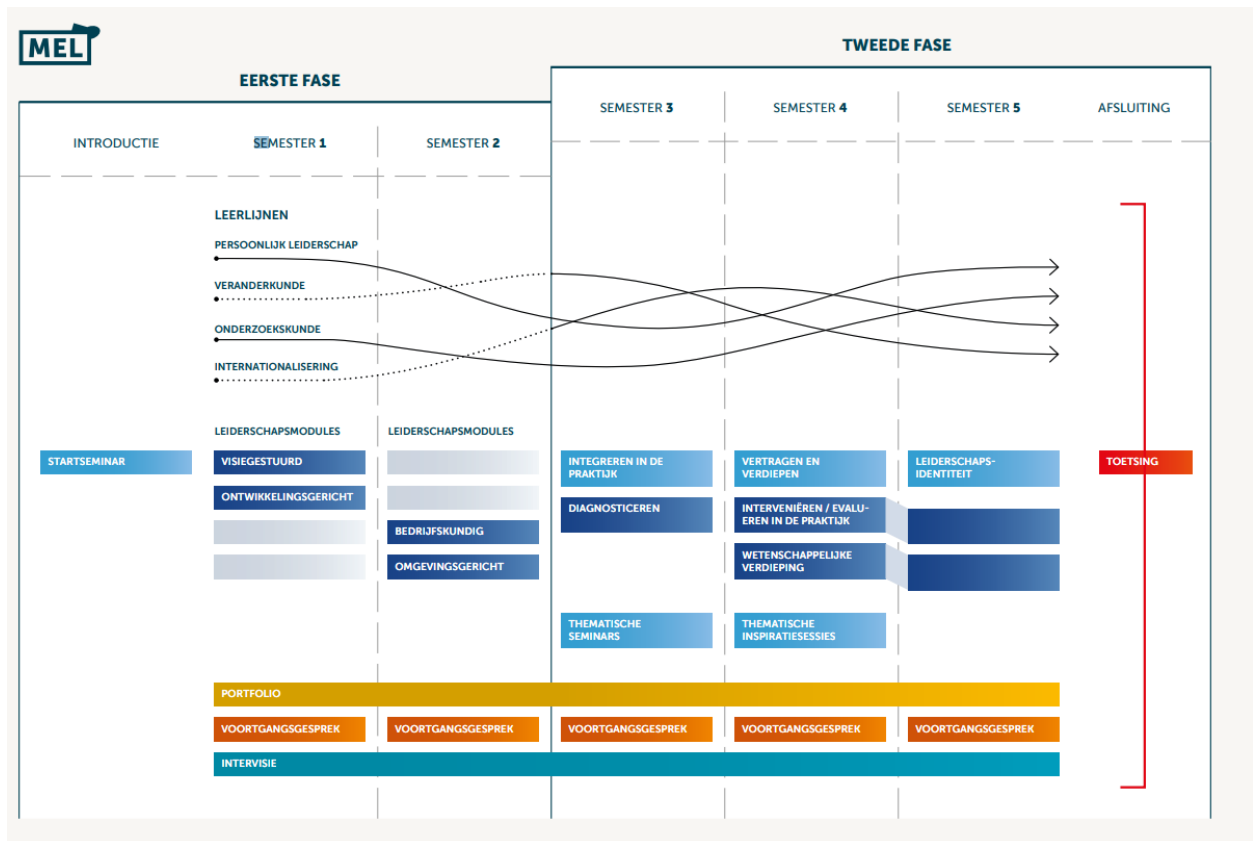 MEL
TWEEDE FASE
EERSTE FASE
SEMESTER 3
SEMESTER 4
SEMESTER 5
AFSLUITING
INTRODUCTIE
SEMESTER 1
SEMESTER 2
LEERLIJNEN
PERSOONLIJK LEIDERSCHAP
VERANDERKUNDE
ONDERZOEKSKUNDE
INTERNATIONALISERING
LEIDERSCHAPSMODULES
LEIDERSCHAPSMODULES
STARTSEMINAR
VISIEGESTUURD
INTEGREREN IN DE
PRAKTIJK
VERTRAGEN EN
VERDIEPEN
LEIDERSCHAPS-
IDENTITEIT
TOETSING
ONTWIKKELINGSGERICHT
DIAGNOSTICEREN
INTERVENIËREN / EVALU-
EREN IN DE PRAKTIJK
BEDRIJFSKUNDIG
WETENSCHAPPELIJKE
VERDIEPING
OMGEVINGSGERICHT
THEMATISCHE
SEMINARS
THEMATISCHE
INSPIRATIESESSIES
PORTFOLIO
VOORTGANGSGESPREK
VOORTGANGSGESPREK
VOORTGANGSGESPREK
VOORTGANGSGESPREK
VOORTGANGSGESPREK
INTERVISIE